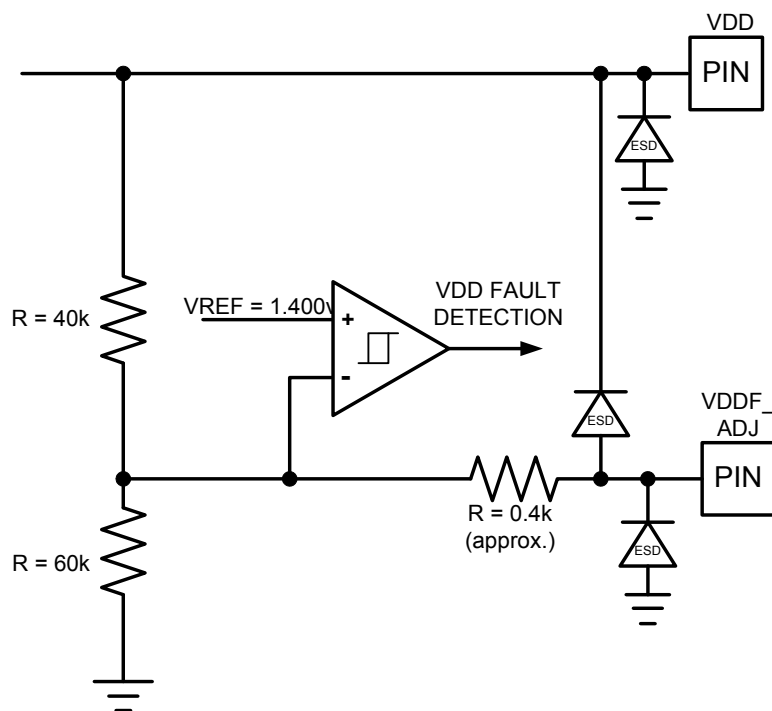 VDD
PIN
ESD
R = 40k
VREF = 1.400v
+
-
VDD FAULT
DETECTION
ESD
VDDF_
ADJ
PIN
R = 0.4k
(approx.)
ESD
R = 60k